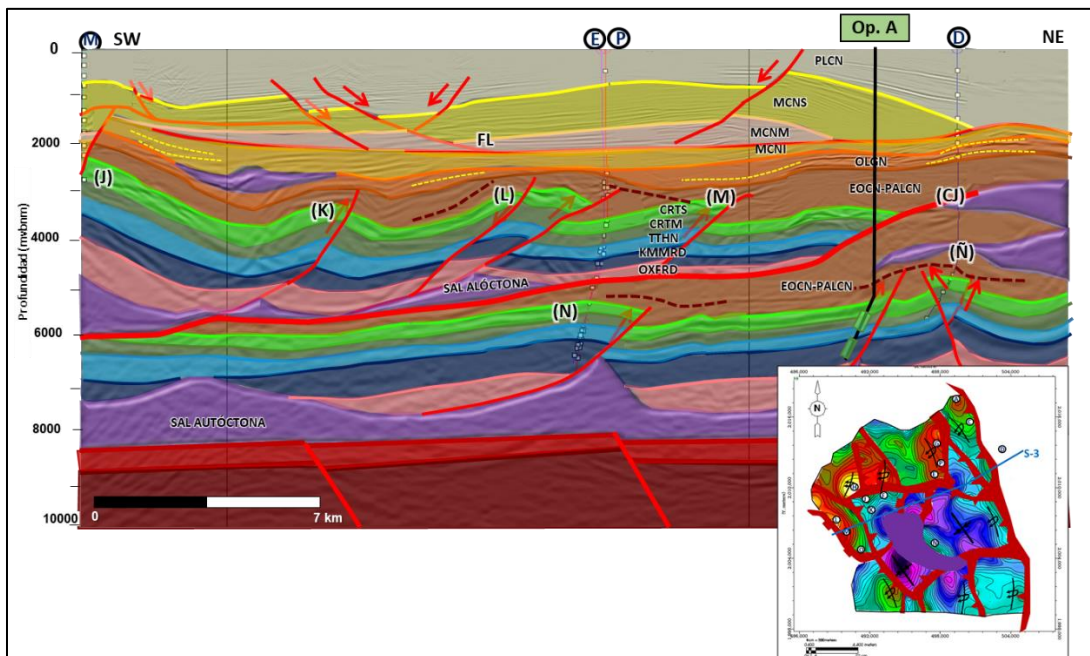 M SW E P Op. A D NE
Profundidad (mvbnm)
0
2000
4000
6000
8000
10000
PLCN
MCNS
FL
MCNM
MCNI
OLGN
EOCN-PALCN
(J)
(K)
(L)
(M)
(CJ)
CRTS
CRTM
TTHN
KMMRD
OXFRD
SAL ALÓCTONA
(Ñ)
EOCN-PALCN
(N)
SAL AUTÓCTONA
0 7 km
N
S-3